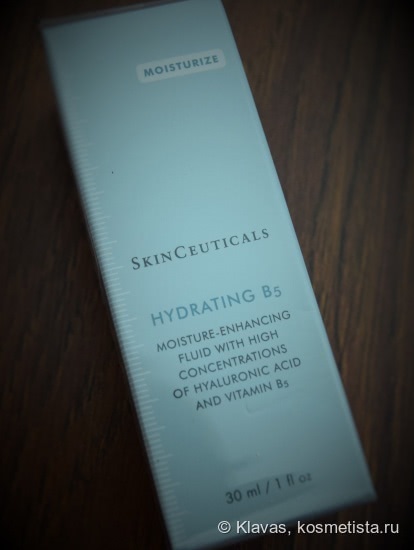 MOISTURIZE
SKINCEUTICALS
HYDRATING B5
MOISTURE-ENHANCING
FLUID WITH HIGH
CONCENTRATIONS
OF HYALURONIC ACID
AND VITAMIN B5
30 ml / 1 fl oz
© Klavas, kosmetista.ru